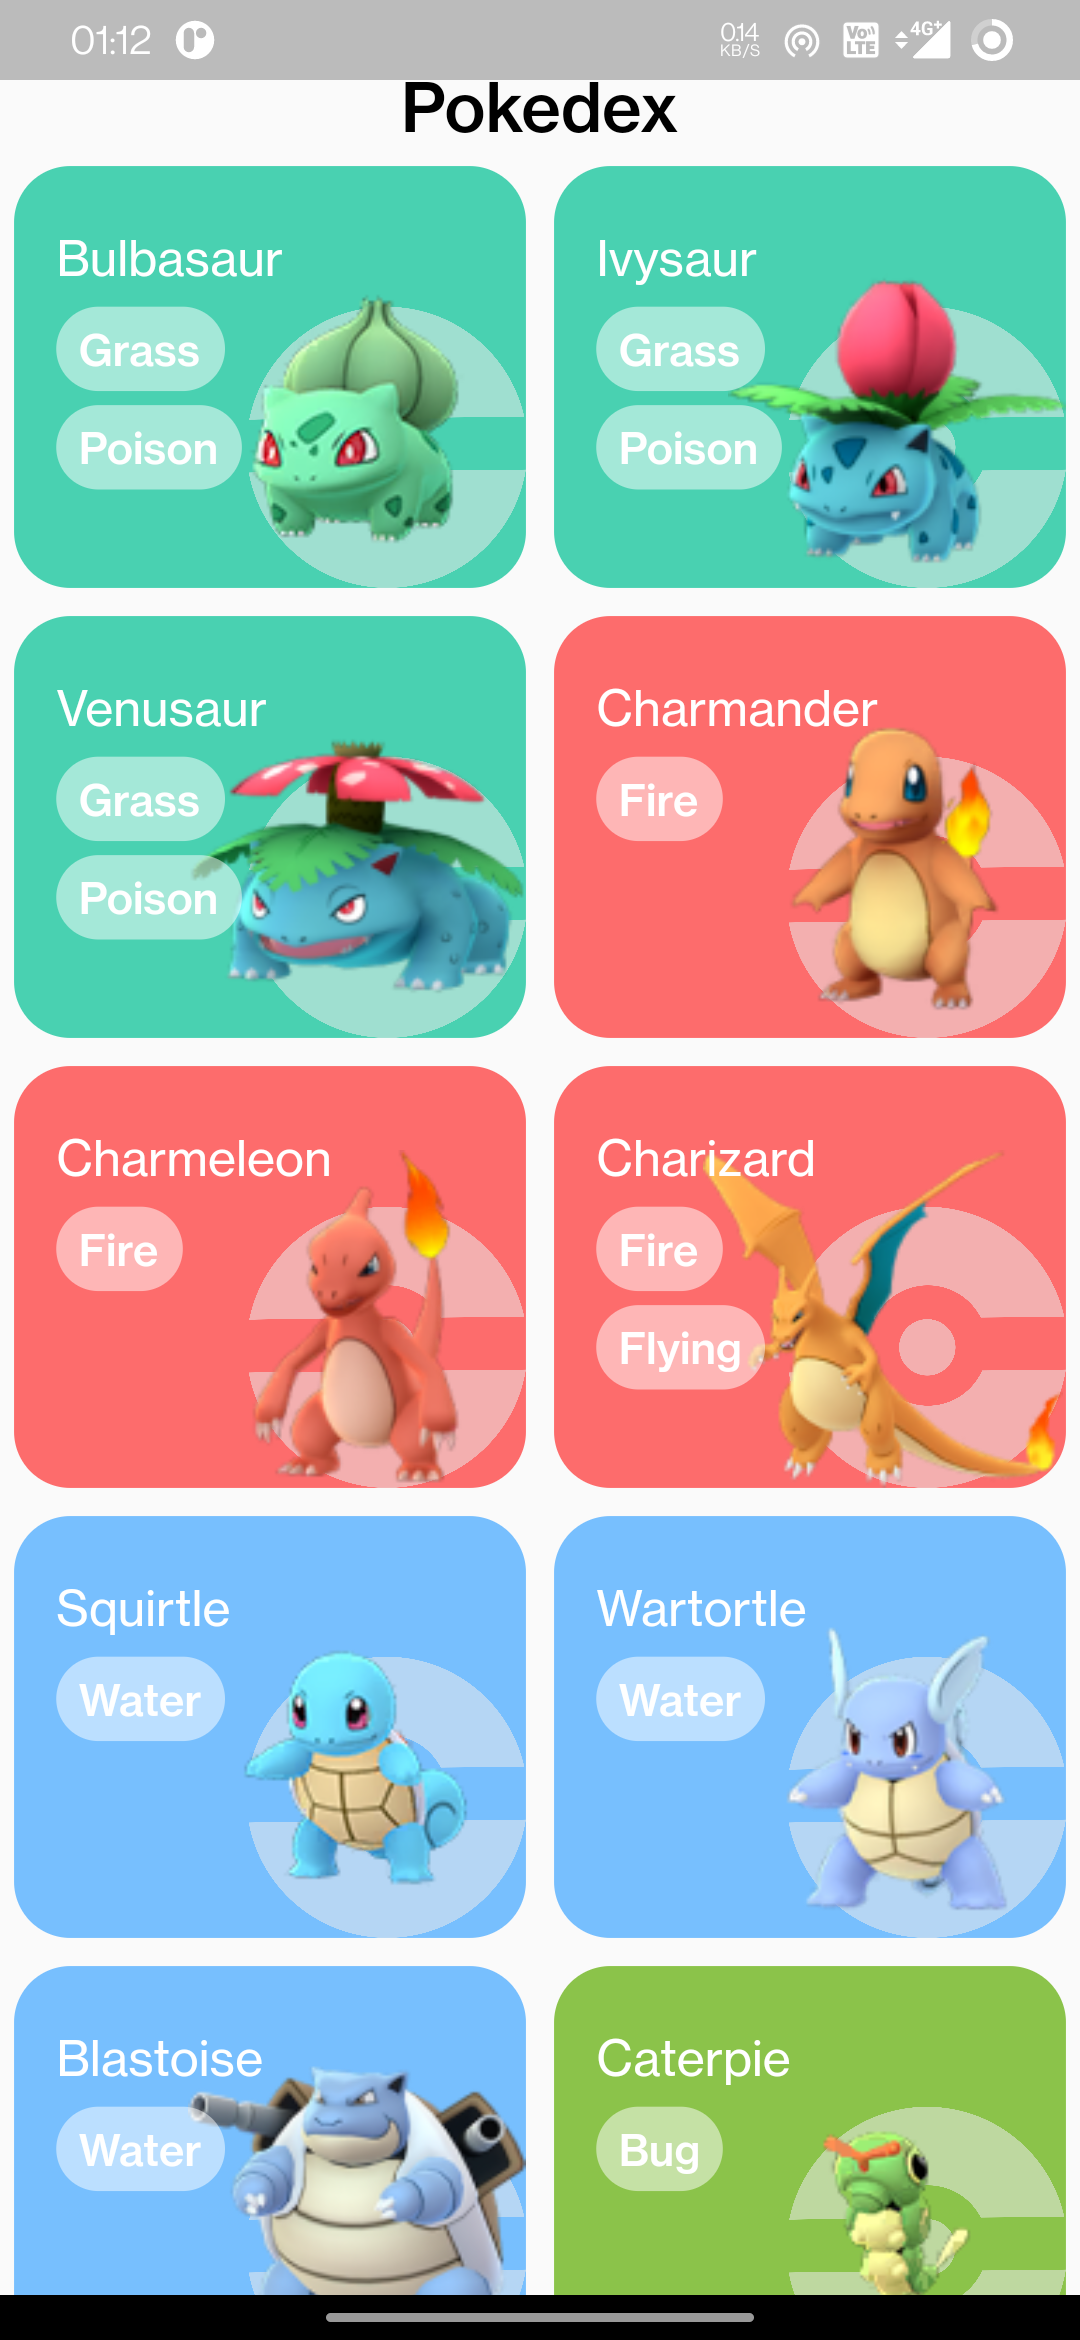 01:12
0.14
KB/S
Vo
LTE
4G+
Pokedex
Bulbasaur
Grass
Poison
Ivysaur
Grass
Poison
Venusaur
Grass
Poison
Charmander
Fire
Charmeleon
Fire
Charizard
Fire
Flying
Squirtle
Water
Wartortle
Water
Blastoise
Water
Caterpie
Bug